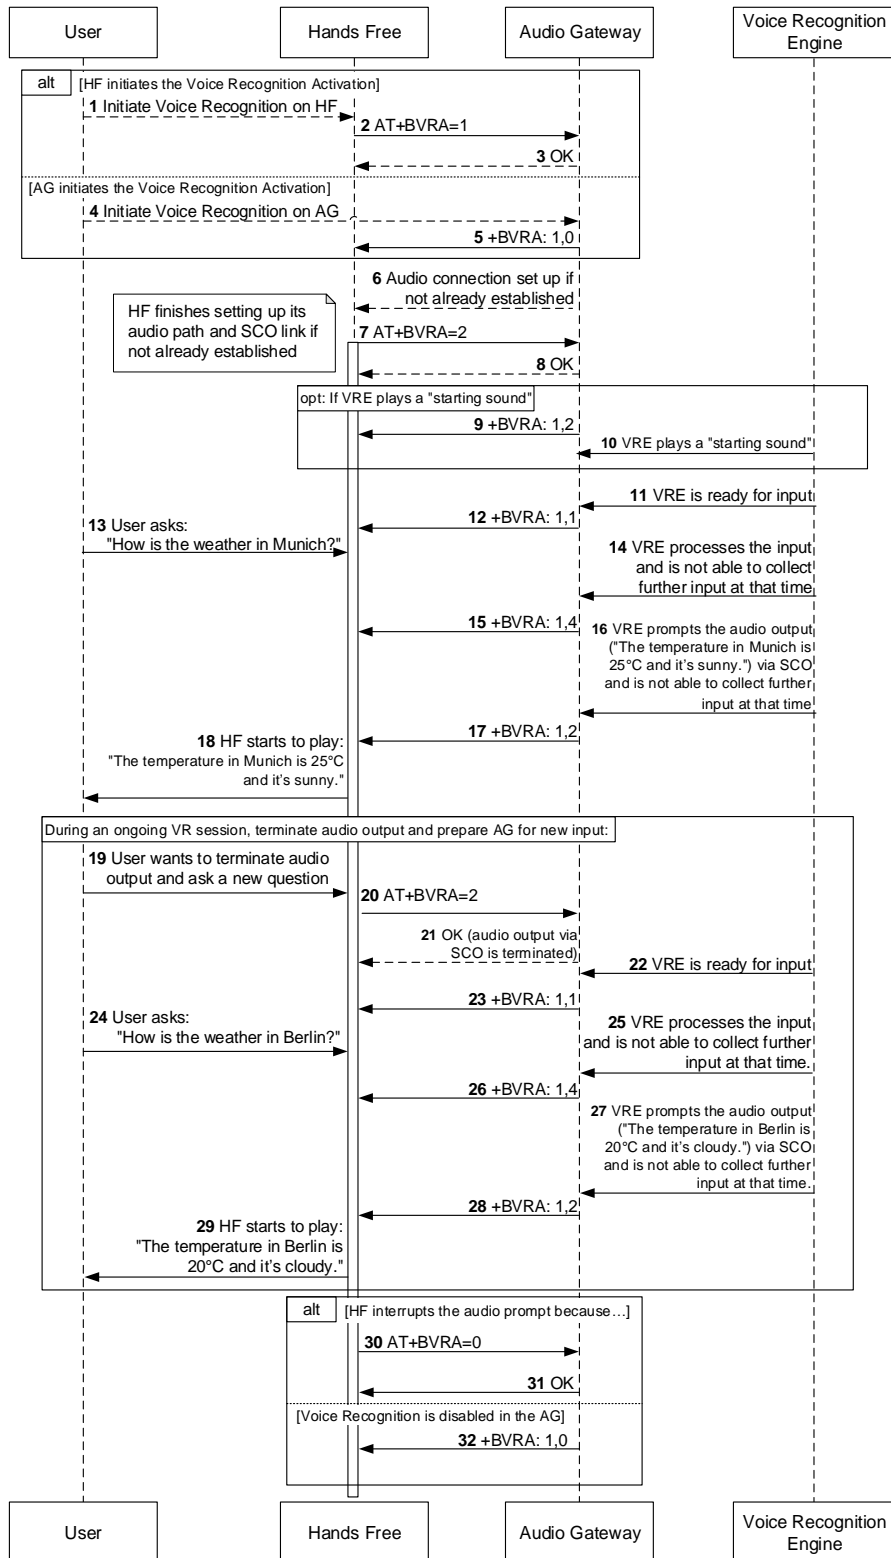 User
Hands Free
Audio Gateway
Voice Recognition
Engine
alt
[HF initiates the Voice Recognition Activation]
1 Initiate Voice Recognition on HF
2 AT+BVRA=1
3 OK
[AG initiates the Voice Recognition Activation]
4 Initiate Voice Recognition on AG
5 +BVRA: 1,0
6 Audio connection set up if
not already established
HF finishes setting up its
audio path and SCO link if
not already established
7 AT+BVRA=2
8 OK
opt: If VRE plays a "starting sound"
9 +BVRA: 1,2
10 VRE plays a "starting sound"
11 VRE is ready for input
12 +BVRA: 1,1
13 User asks:
"How is the weather in Munich?"
14 VRE processes the input
and is not able to collect
further input at that time
15 +BVRA: 1,4
16 VRE prompts the audio output
("The temperature in Munich is
25°C and it's sunny.") via SCO
and is not able to collect further
input at that time
17 +BVRA: 1,2
18 HF starts to play:
"The temperature in Munich is 25°C
and it's sunny."
During an ongoing VR session, terminate audio output and prepare AG for new input:
19 User wants to terminate audio
output and ask a new question
20 AT+BVRA=2
21 OK (audio output via
SCO is terminated)
22 VRE is ready for input
23 +BVRA: 1,1
24 User asks:
"How is the weather in Berlin?"
25 VRE processes the input
and is not able to collect further
input at that time.
26 +BVRA: 1,4
27 VRE prompts the audio output
("The temperature in Berlin is
20°C and it's cloudy.") via SCO
and is not able to collect further
input at that time.
28 +BVRA: 1,2
29 HF starts to play:
"The temperature in Berlin is
20°C and it's cloudy."
alt
[HF interrupts the audio prompt because…]
30 AT+BVRA=0
31 OK
[Voice Recognition is disabled in the AG]
32 +BVRA: 1,0
User
Hands Free
Audio Gateway
Voice Recognition
Engine